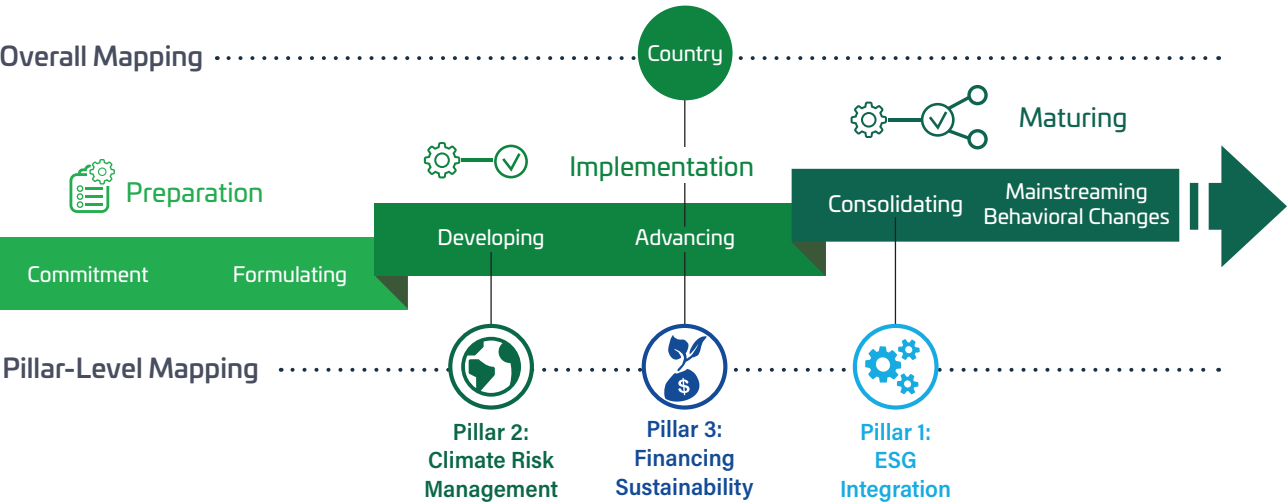 Overall Mapping
Country
Maturing
Implementation
Preparation
Consolidating
Mainstreaming
Behavioral Changes
Developing
Advancing
Commitment
Formulating
Pillar-Level Mapping
$
Pillar 2:
Climate Risk
Management
Pillar 3:
Financing
Sustainability
Pillar 1:
ESG
Integration